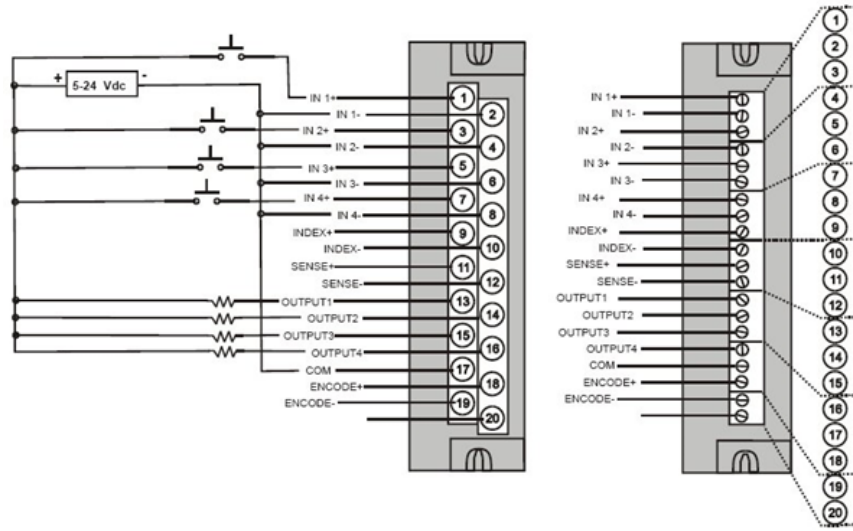 + 5-24 Vdc -
IN 1+
IN 1-
IN 2+
IN 2-
IN 3+
IN 3-
IN 4+
IN 4-
INDEX+
INDEX-
SENSE+
SENSE-
OUTPUT1
OUTPUT2
OUTPUT3
OUTPUT4
COM
ENCODE+
ENCODE-
1
2
3
4
5
6
7
8
9
10
11
12
13
14
15
16
17
18
19
20
IN 1+
IN 1-
IN 2+
IN 2-
IN 3+
IN 3-
IN 4+
IN 4-
INDEX+
INDEX-
SENSE+
SENSE-
OUTPUT1
OUTPUT2
OUTPUT3
OUTPUT4
COM
ENCODE+
ENCODE-
1
2
3
4
5
6
7
8
9
10
11
12
13
14
15
16
17
18
19
20